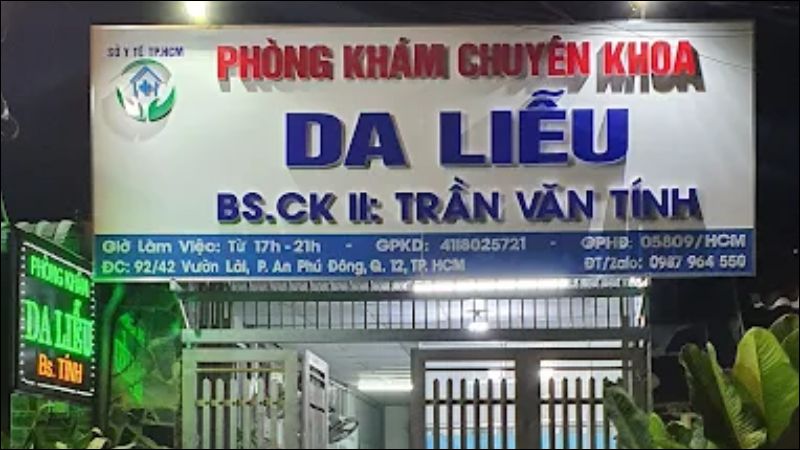 SỞ Y TẾ TP.HCM
PHÒNG KHÁM CHUYÊN KHOA
DA LIỄU
BS.CK II: TRẦN VĂN TÍNH
Giờ Làm Việc: Từ 17h - 21h - GPKD: 41I8025721 - GPHĐ: 05809/HCM
ĐC: 92/42 Vườn Lài, P. An Phú Đông, Q. 12, TP. HCM ĐT/Zalo: 0987 964 550
PHÒNG KHÁM
DA LIỄU
Bs. TÍNH